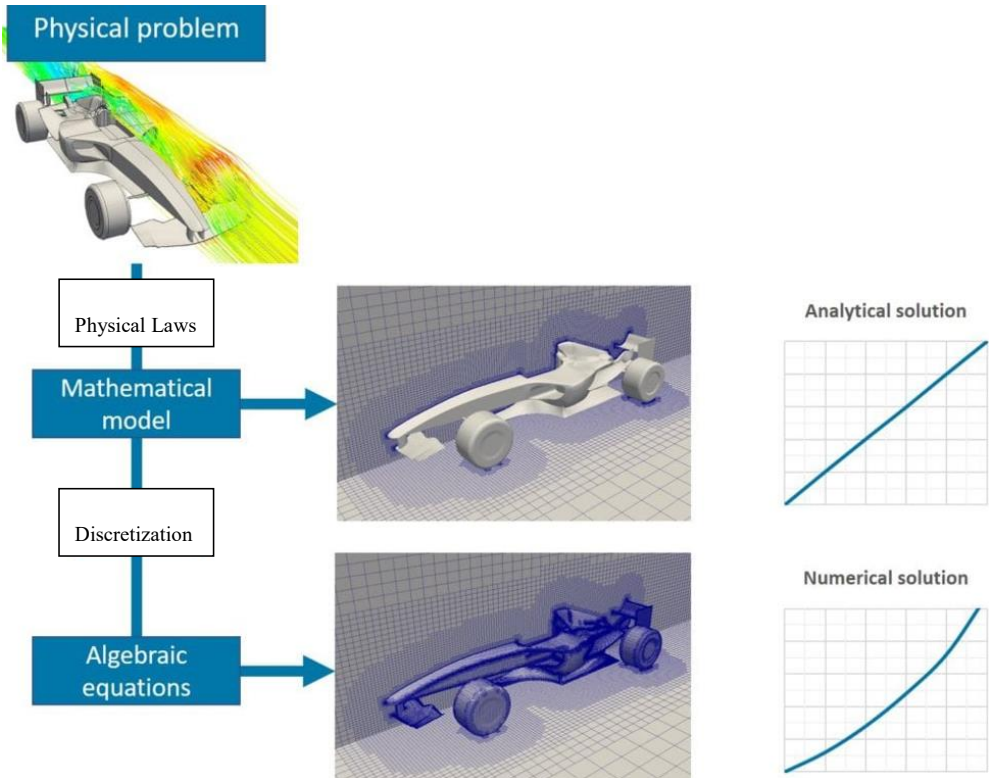 Physical problem
Physical Laws
Mathematical
model
Analytical solution
Discretization
Algebraic
equations
Numerical solution